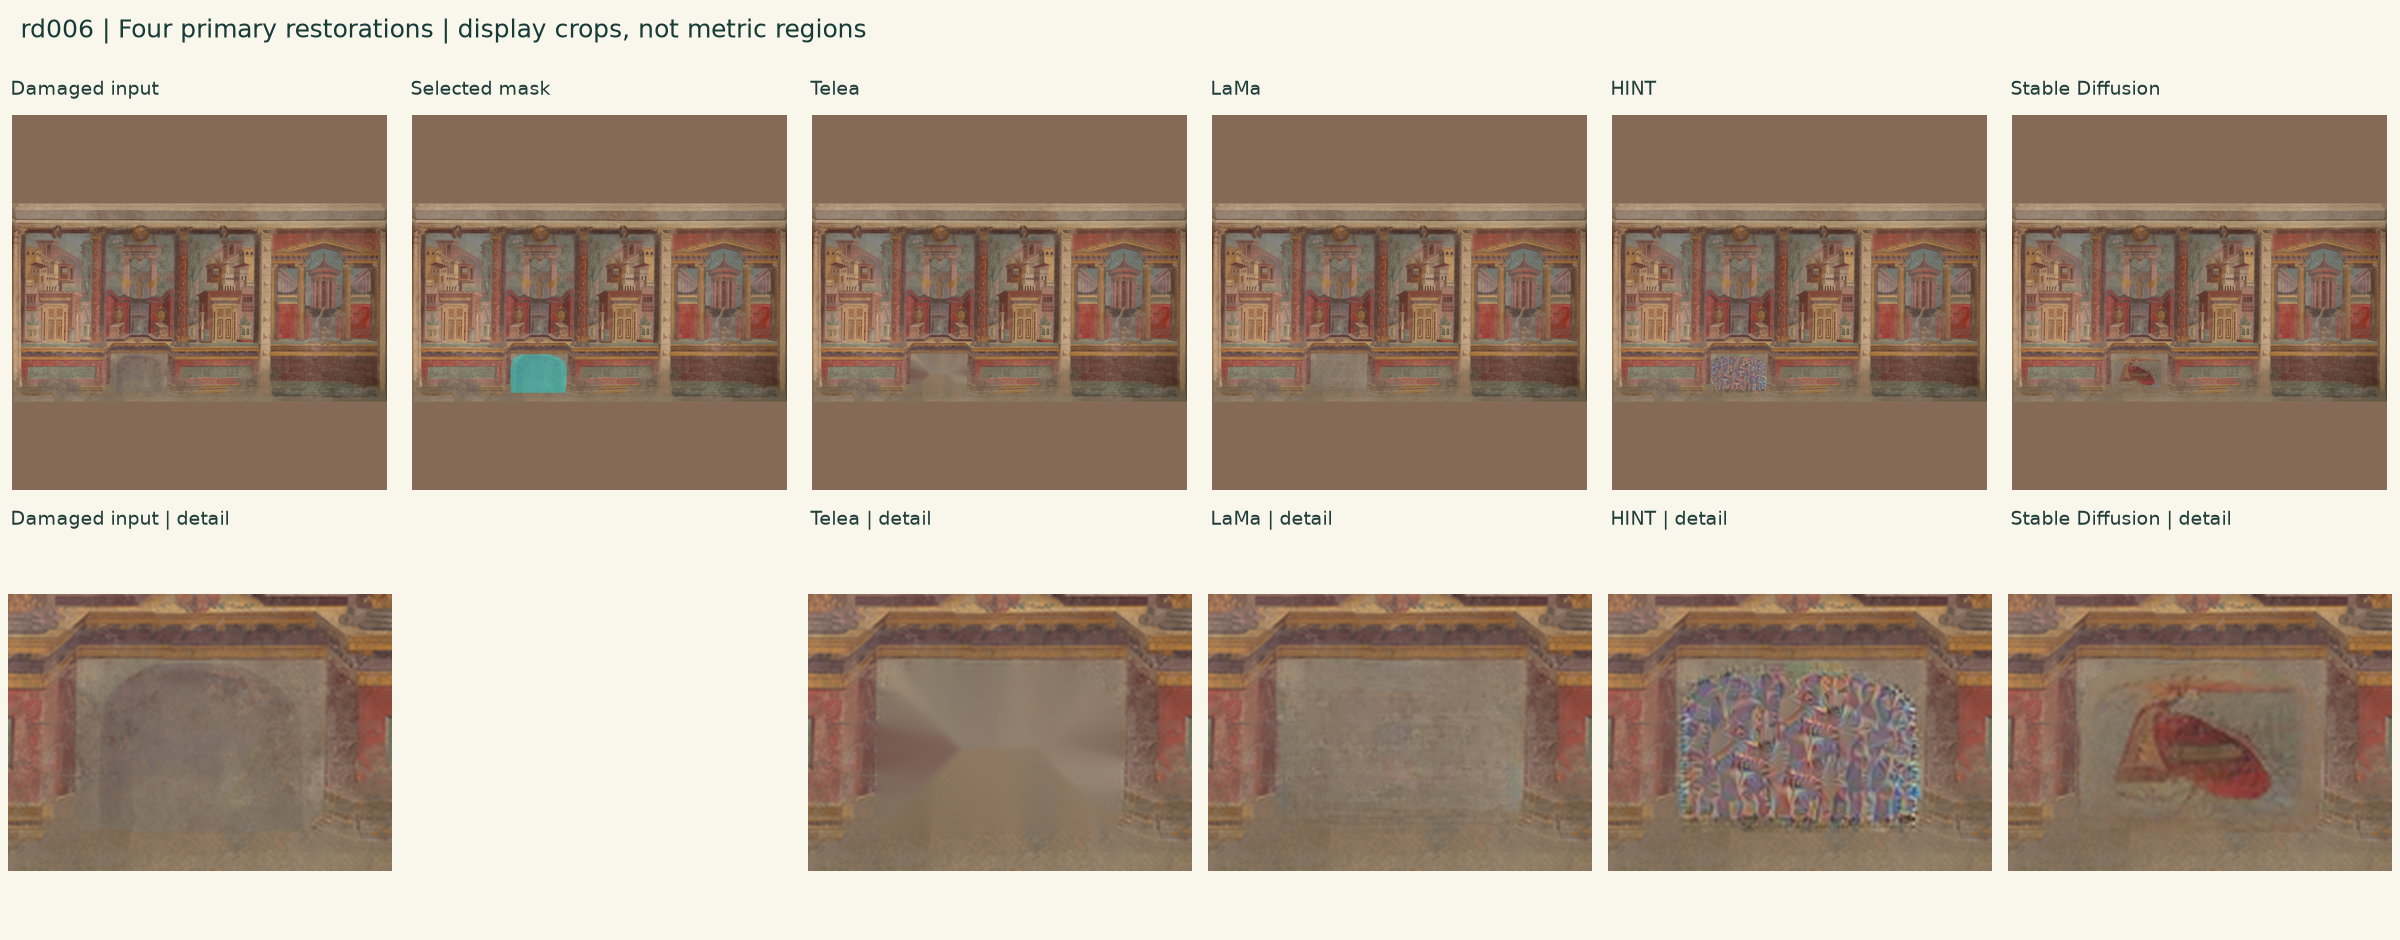 rd006 | Four primary restorations | display crops, not metric regions
Damaged input
Selected mask
Telea
LaMa
HINT
Stable Diffusion
Damaged input | detail
Telea | detail
LaMa | detail
HINT | detail
Stable Diffusion | detail